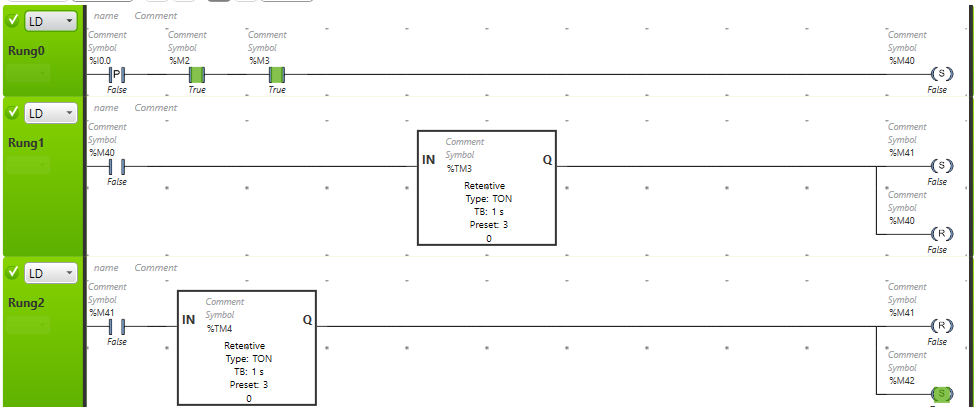 LD
name Comment
Rung0
Comment Comment Comment Comment
Symbol Symbol Symbol Symbol
%I0.0 %M2 %M3 %M40
P S
False True True False
LD
name Comment
Rung1
Comment Comment
Symbol Symbol
%M40 %M41
Comment
Symbol
IN Q
%TM3
S
False False
Retentive
Type: TON
TB: 1 s
Preset: 3
0
Comment
Symbol
%M40
R
False
LD
name Comment
Rung2
Comment Comment
Symbol Symbol
%M41 %M41
Comment
Symbol
IN Q
%TM4
R
False False
Retentive
Type: TON
TB: 1 s
Preset: 3
0
Comment
Symbol
%M42
S